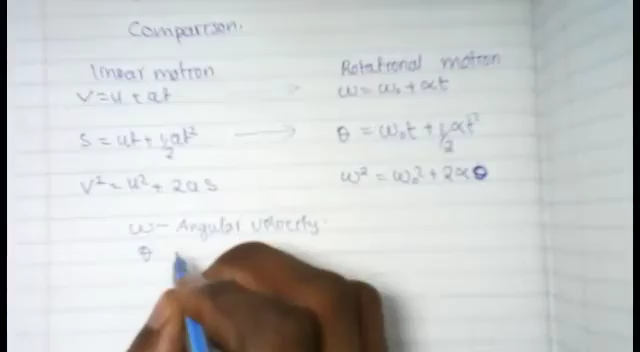 Comparison.
linear motion Rotational motion
V=u+at ω=ω₀+αt
S=ut+½at² → θ=ω₀t+½αt²
V²=u²+2as ω²=ω₀²+2αθ
ω- Angular velocity.
θ